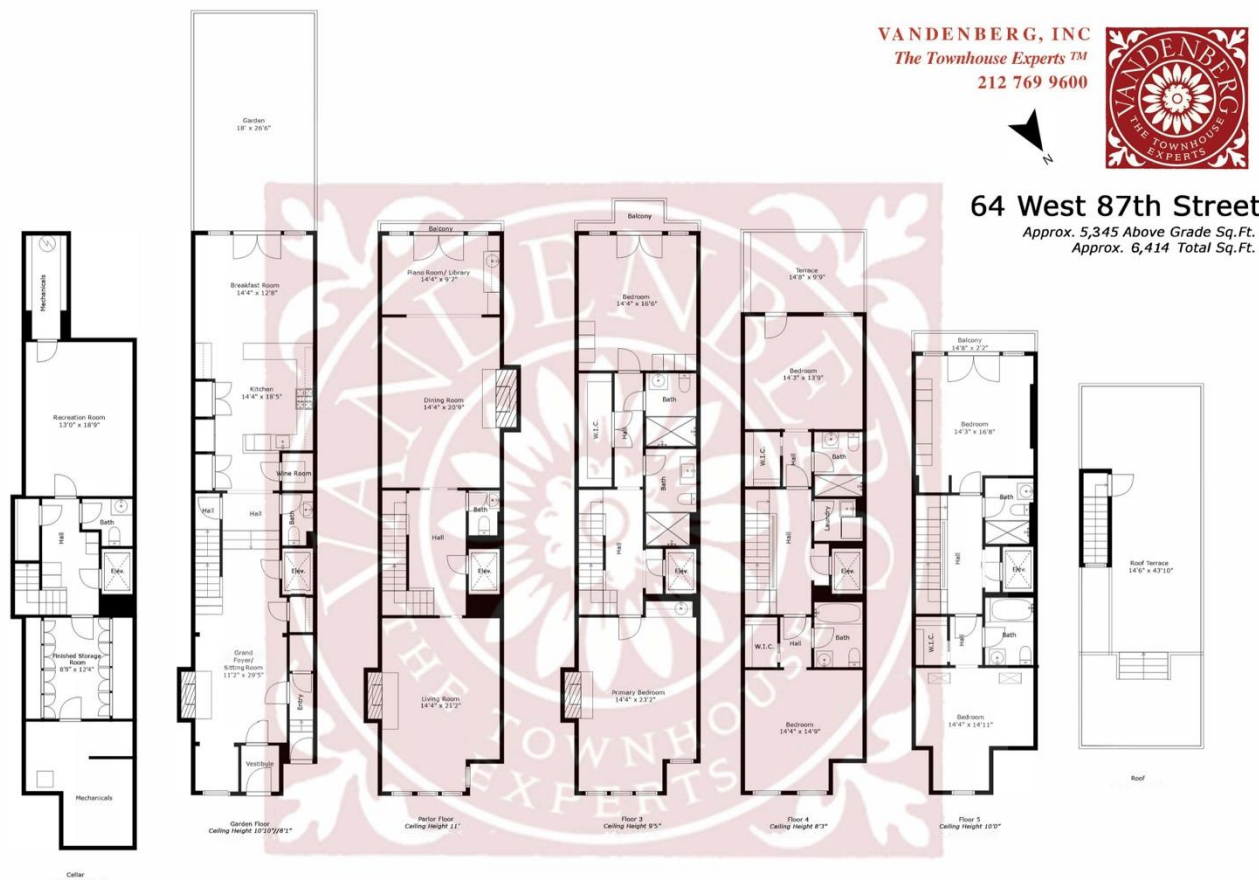 VANDENBERG, INC
The Townhouse Experts ™
212 769 9600
VANDENBERG
THE TOWNHOUSE
EXPERTS
N
64 West 87th Street
Approx. 5,345 Above Grade Sq.Ft.
Approx. 6,414 Total Sq.Ft.
Mechanicals
Recreation Room
13'0" x 18'9"
Hall
Bath
Elev.
Finished Storage
Room
8'9" x 12'4"
Mechanicals
Cellar
Garden
18' x 26'6"
Breakfast Room
14'4" x 12'8"
Kitchen
14'4" x 18'5"
Wine Room
Hall
Hall
Bath
Elev.
Grand
Foyer/
Sitting Room
11'2" x 29'5"
Entry
Vestibule
Garden Floor
Ceiling Height 10'10"/8'1"
Balcony
Piano Room/ Library
14'4" x 9'7"
Dining Room
14'4" x 20'9"
Bath
Hall
Elev.
Living Room
14'4" x 21'2"
Parlor Floor
Ceiling Height 11'
Balcony
Bedroom
14'4" x 16'6"
W.I.C.
Hall
Bath
Bath
Hall
Elev.
Primary Bedroom
14'4" x 23'2"
Floor 3
Ceiling Height 9'5"
Terrace
14'8" x 9'9"
Bedroom
14'3" x 13'9"
W.I.C.
Hall
Bath
Laundry
Hall
Elev.
W.I.C.
Hall
Bath
Bedroom
14'4" x 14'9"
Floor 4
Ceiling Height 8'3"
Balcony
14'8" x 2'2"
Bedroom
14'3" x 16'8"
Bath
Hall
Elev.
W.I.C.
Hall
Bath
Bedroom
14'4" x 14'11"
Floor 5
Ceiling Height 10'0"
Roof Terrace
14'6" x 43'10"
Roof
VANDENBERG
THE TOWNHOUSE
EXPERTS